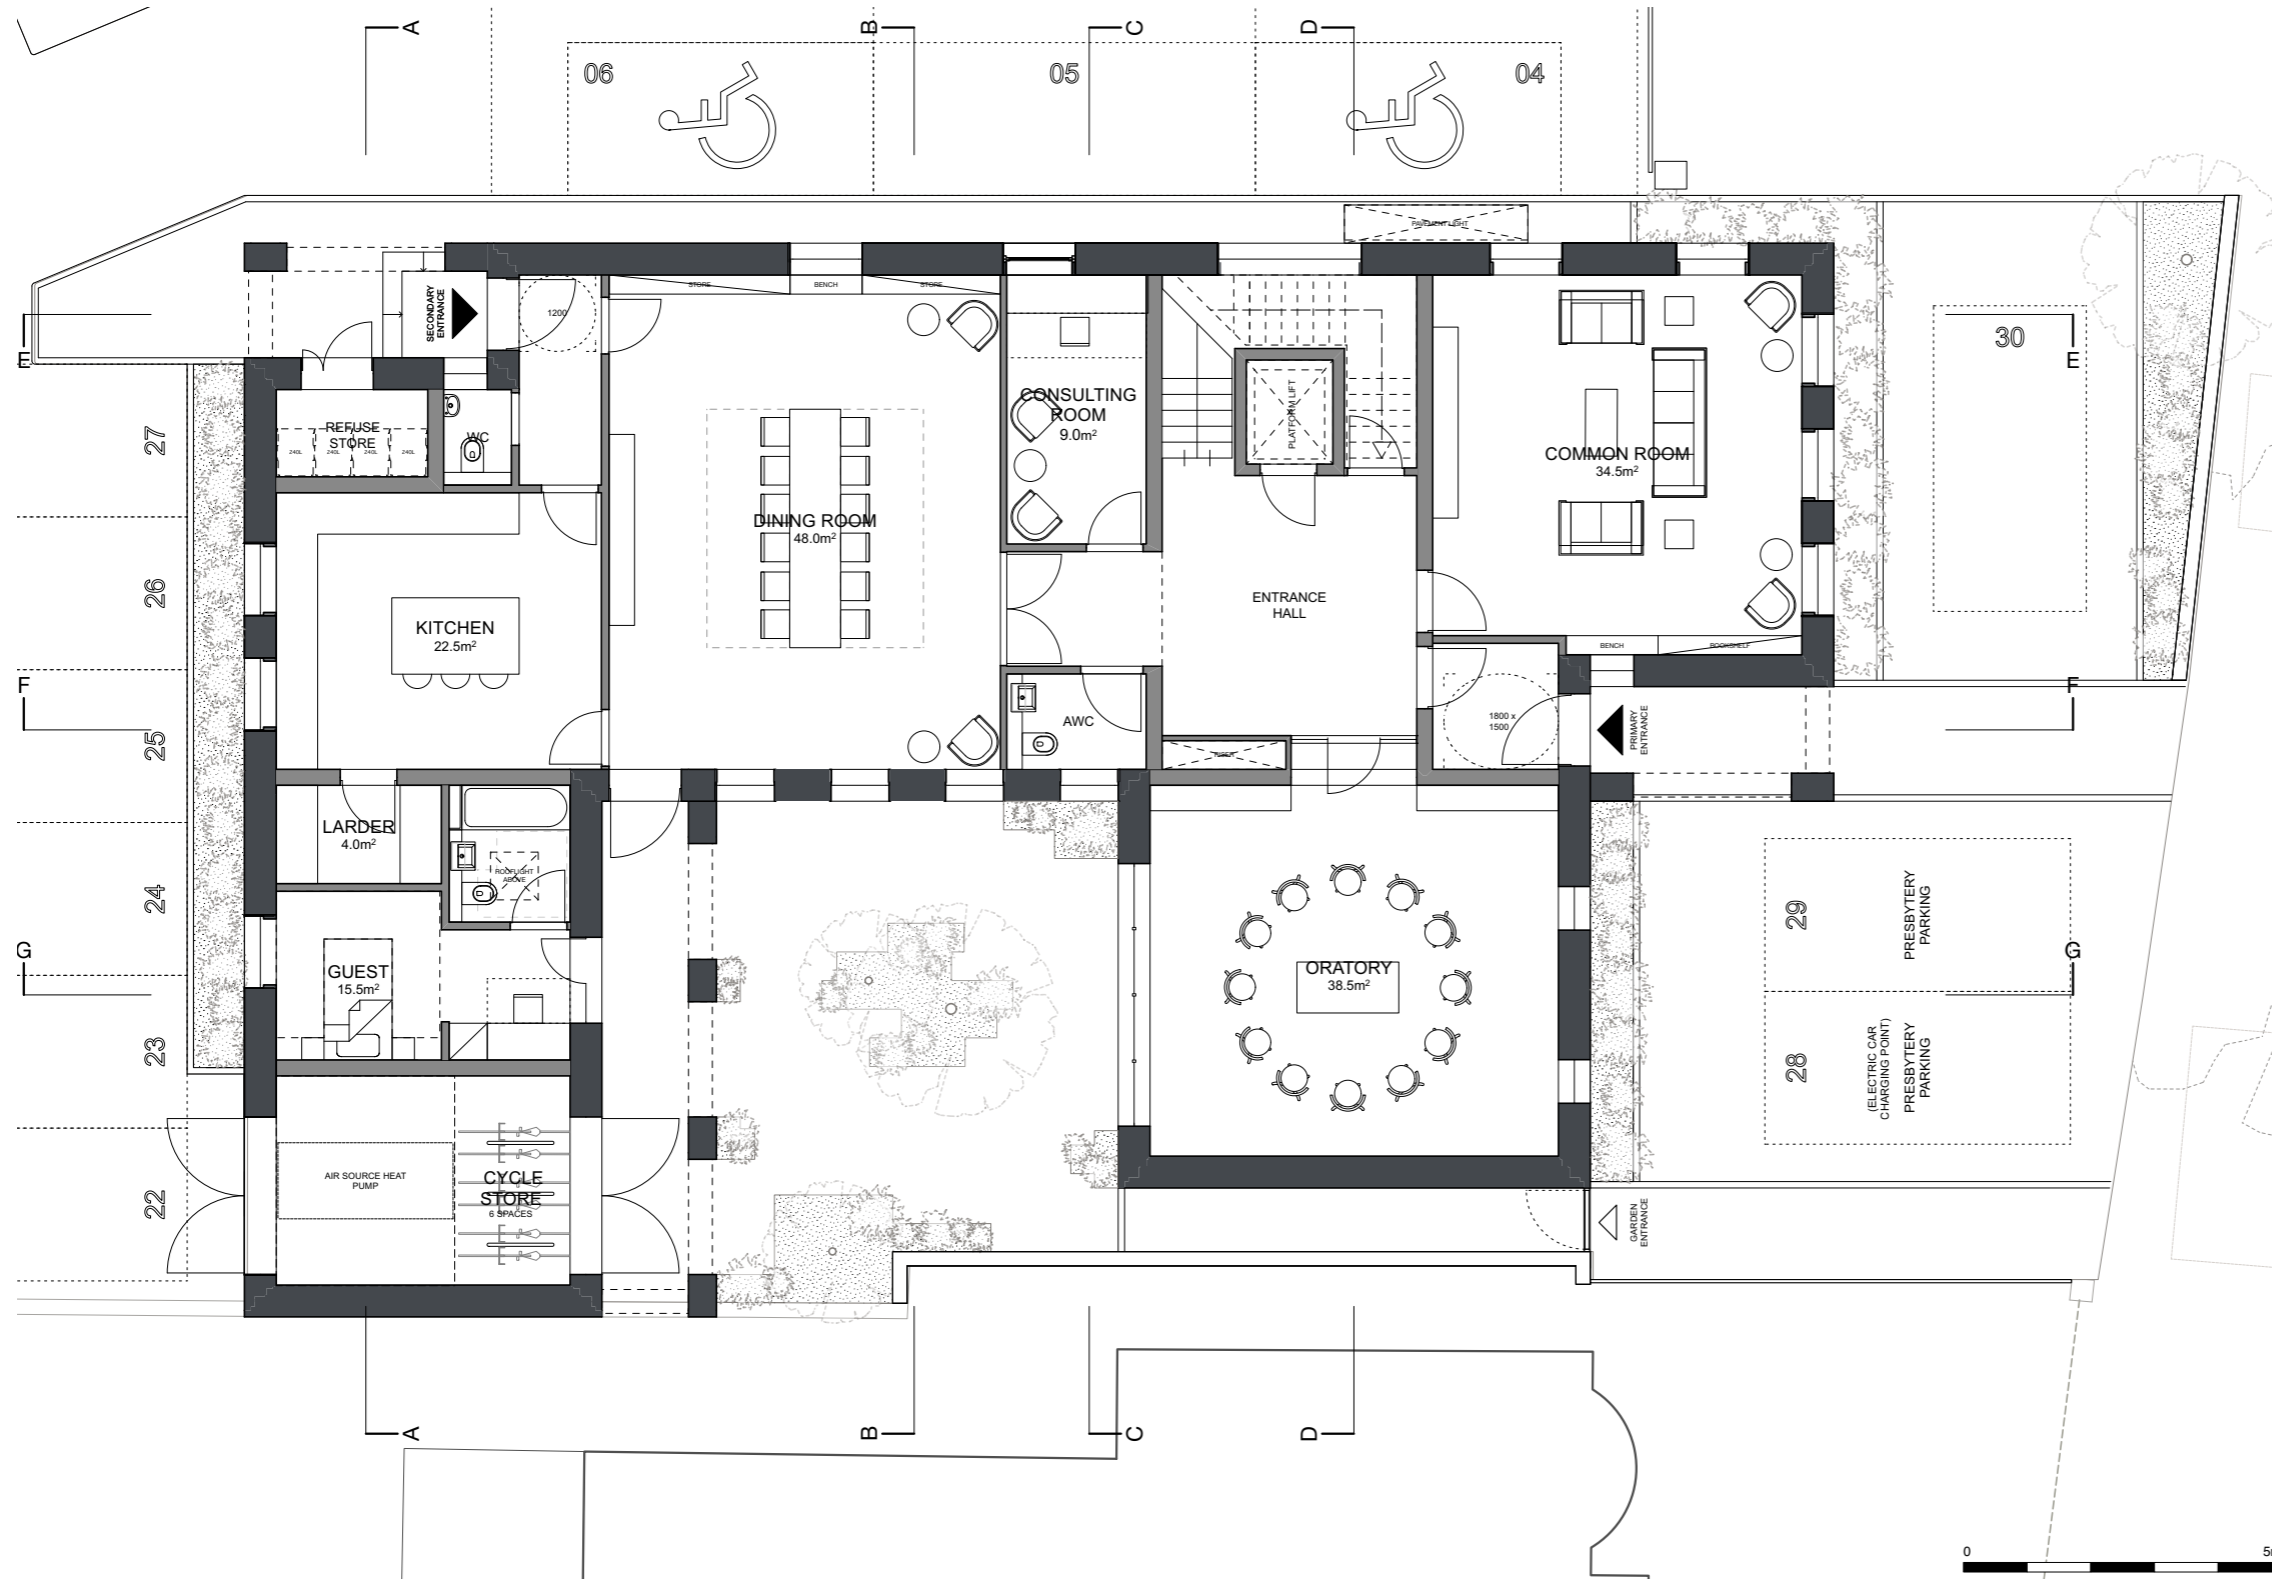 A
B
C
D
06
05
04
PAVEMENT LIGHT
STORE
BENCH
STORE
SECONDARY
ENTRANCE
1200
E
30
E
PLATFORM LIFT
CONSULTING
ROOM
9.0m²
27
REFUSE
STORE
240L
240L
240L
240L
WC
COMMON ROOM
34.5m²
DINING ROOM
48.0m²
26
ENTRANCE
HALL
KITCHEN
22.5m²
BENCH
BOOKSHELF
F
F
25
AWC
1800 x
1500
PRIMARY
ENTRANCE
RISER
LARDER
4.0m²
ROOFLIGHT
ABOVE
24
29
PRESBYTERY
PARKING
G
G
GUEST
15.5m²
ORATORY
38.5m²
23
28
(ELECTRIC CAR
CHARGING POINT)
PRESBYTERY
PARKING
AIR SOURCE HEAT
PUMP
CYCLE
STORE
6 SPACES
22
GARDEN
ENTRANCE
A
B
C
D
0
5m